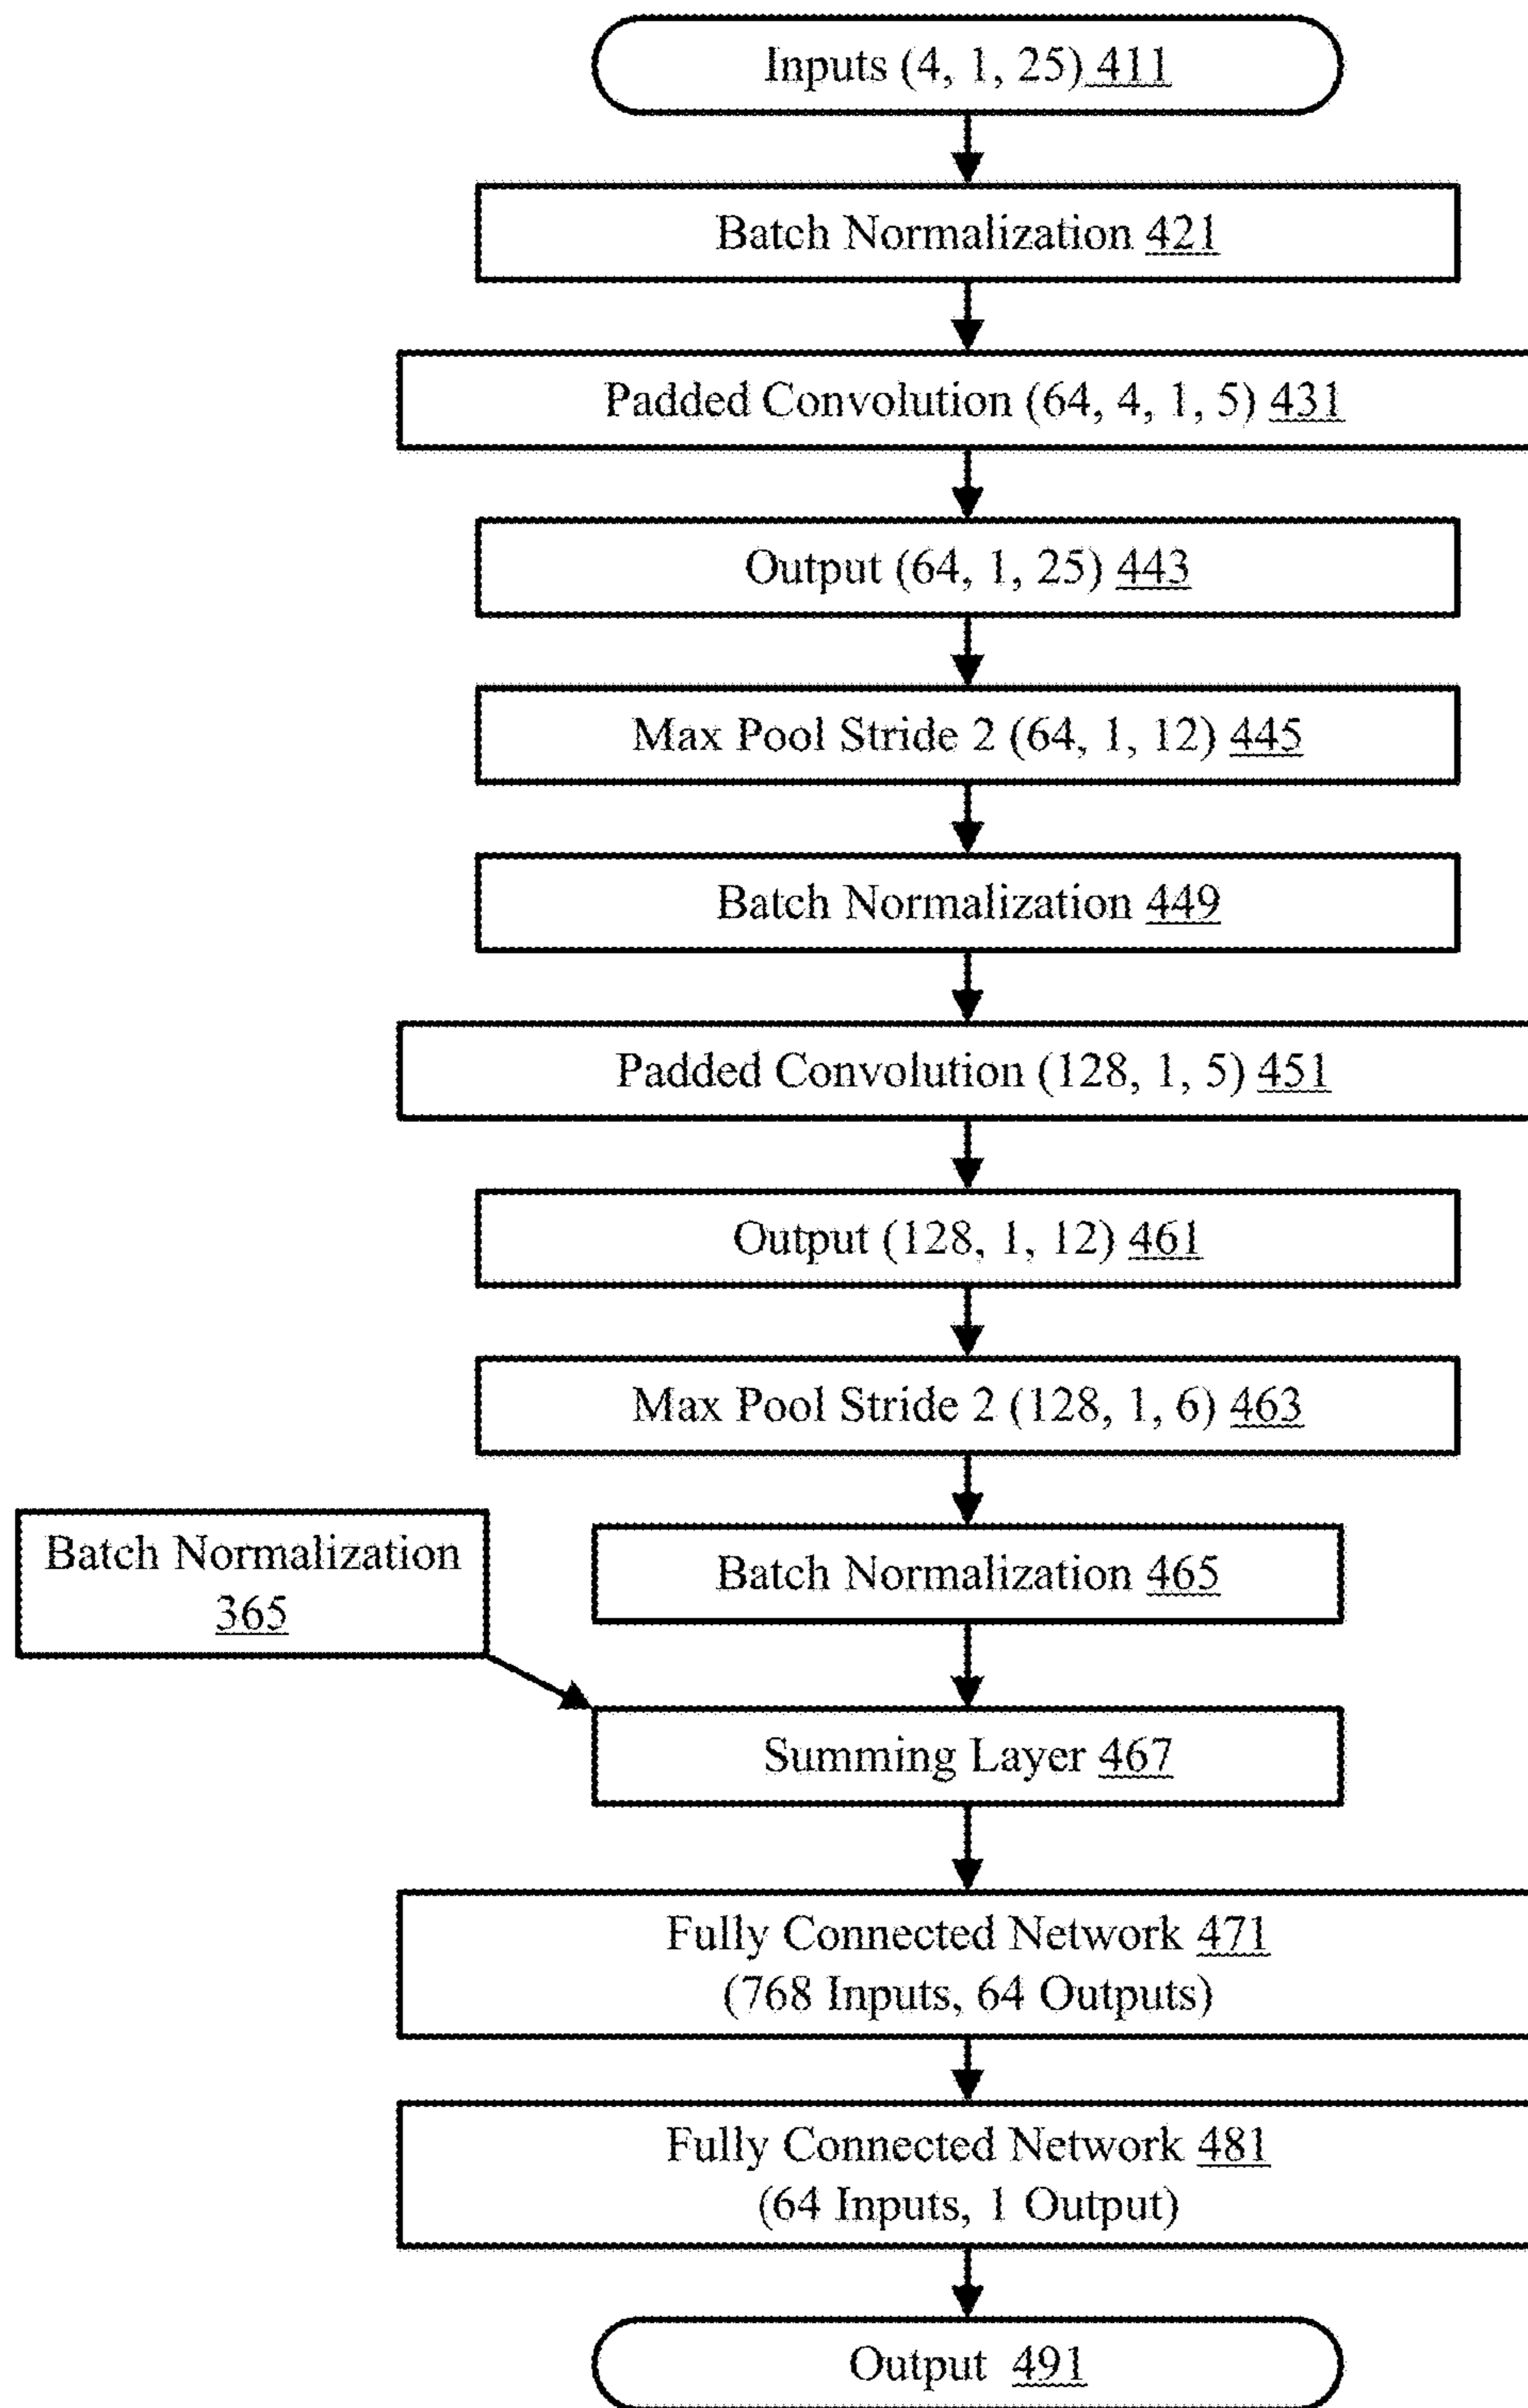 Inputs (4, 1, 25) 411
Batch Normalization 421
Padded Convolution (64, 4, 1, 5) 431
Output (64, 1, 25) 443
Max Pool Stride 2 (64, 1, 12) 445
Batch Normalization 449
Padded Convolution (128, 1, 5) 451
Output (128, 1, 12) 461
Max Pool Stride 2 (128, 1, 6) 463
Batch Normalization
365
Batch Normalization 465
Summing Layer 467
Fully Connected Network 471
(768 Inputs, 64 Outputs)
Fully Connected Network 481
(64 Inputs, 1 Output)
Output 491